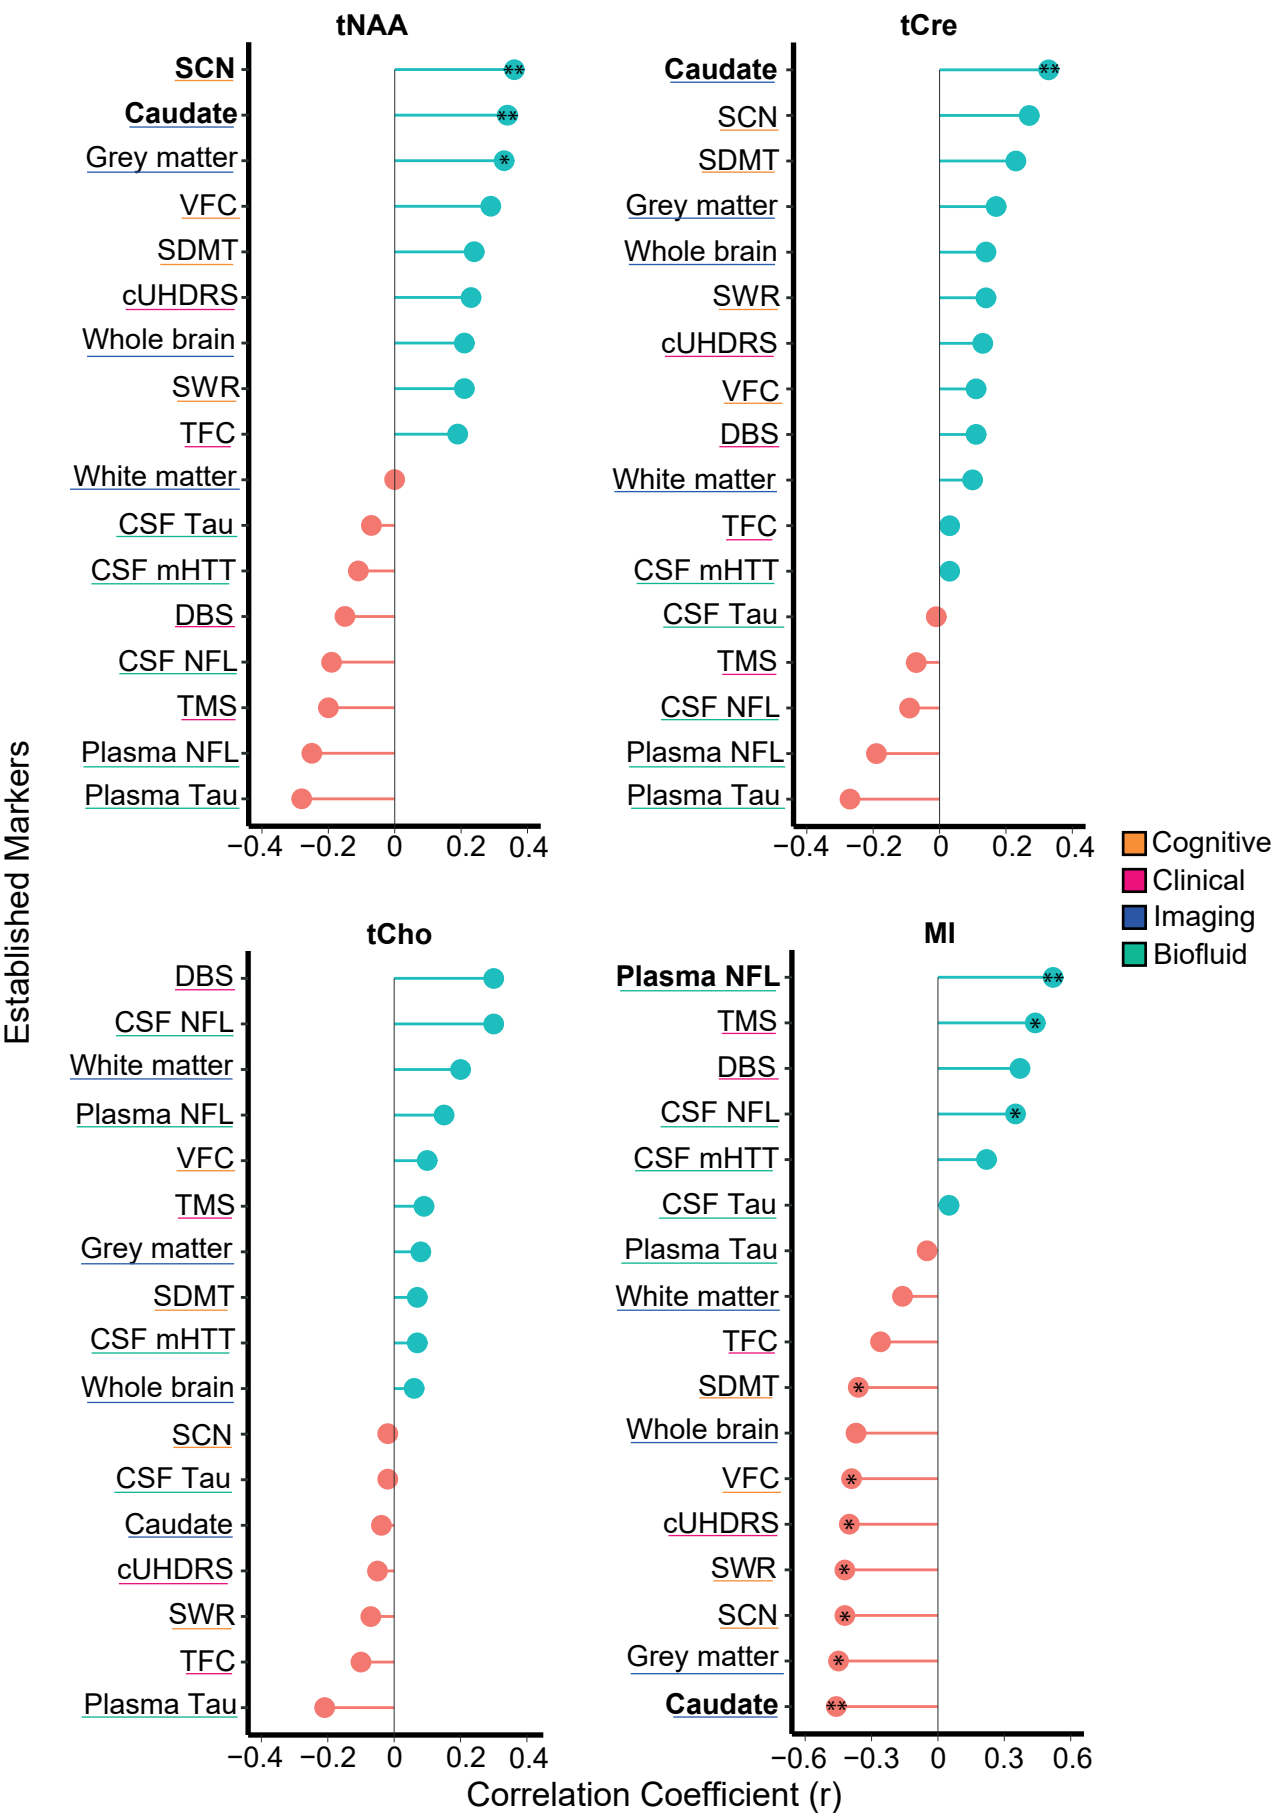 tNAA
SCN
**
Caudate
**
Grey matter
*
VFC
SDMT
cUHDRS
Whole brain
SWR
TFC
White matter
CSF Tau
CSF mHTT
DBS
CSF NFL
TMS
Plasma NFL
Plasma Tau
−0.4 −0.2 0 0.2 0.4
tCre
Caudate
**
SCN
SDMT
Grey matter
Whole brain
SWR
cUHDRS
VFC
DBS
White matter
TFC
CSF mHTT
CSF Tau
TMS
CSF NFL
Plasma NFL
Plasma Tau
−0.4 −0.2 0 0.2 0.4
Established Markers
Cognitive
Clinical
Imaging
Biofluid
tCho
DBS
CSF NFL
White matter
Plasma NFL
VFC
TMS
Grey matter
SDMT
CSF mHTT
Whole brain
SCN
CSF Tau
Caudate
cUHDRS
SWR
TFC
Plasma Tau
−0.4 −0.2 0 0.2 0.4
MI
Plasma NFL
**
TMS
*
DBS
CSF NFL
*
CSF mHTT
CSF Tau
Plasma Tau
White matter
TFC
SDMT
*
Whole brain
VFC
*
cUHDRS
*
SWR
*
SCN
*
Grey matter
*
Caudate
**
−0.6 −0.3 0 0.3 0.6
Correlation Coefficient (r)